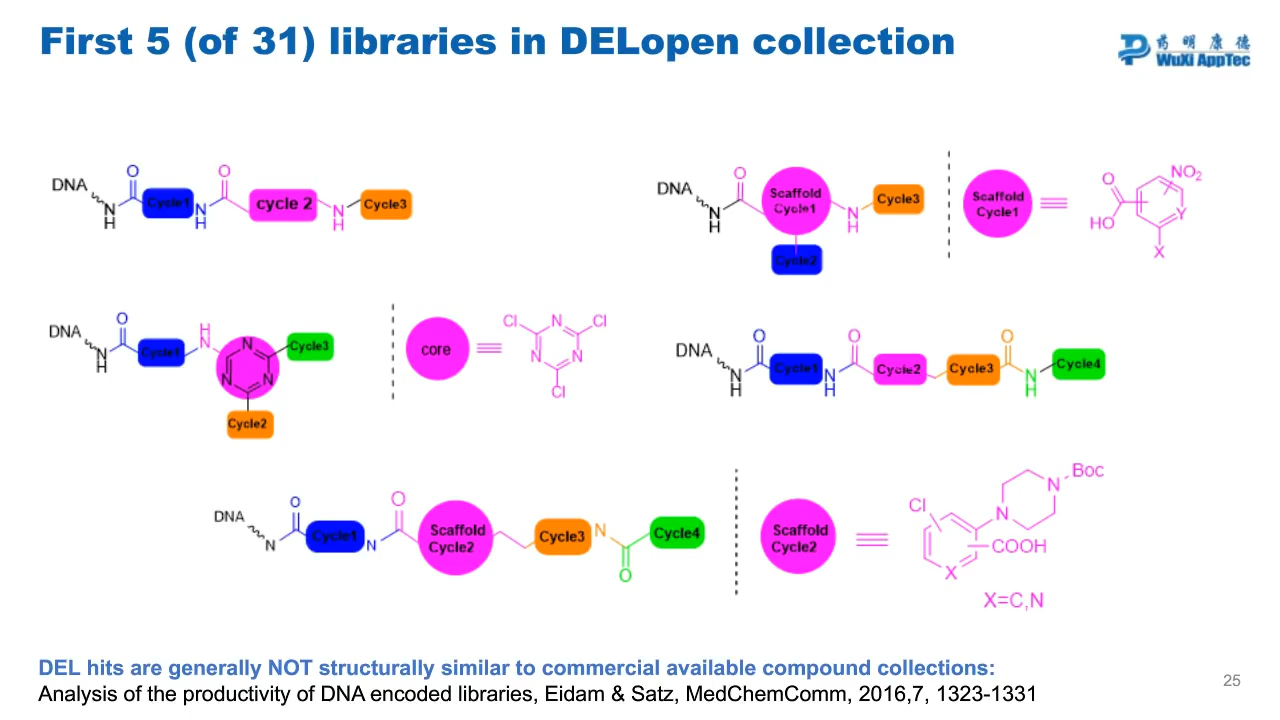 First 5 (of 31) libraries in DELopen collection
药明康德
WuXi AppTec
DNA
N
H
O
Cycle1
N
H
O
cycle 2
N
H
Cycle3
DNA
N
H
O
Scaffold
Cycle1
Cycle2
N
H
Cycle3
Scaffold
Cycle1
O
HO
NO2
Y
X
DNA
N
H
O
Cycle1
H
N
N
N
N
Cycle3
Cycle2
core
Cl
N
Cl
N
N
Cl
DNA
N
H
O
Cycle1
N
H
O
Cycle2
Cycle3
O
N
H
Cycle4
DNA
N
O
Cycle1
N
O
Scaffold
Cycle2
Cycle3
N
O
Cycle4
Scaffold
Cycle2
Cl
N
N
Boc
COOH
X
X=C,N
DEL hits are generally NOT structurally similar to commercial available compound collections:
Analysis of the productivity of DNA encoded libraries, Eidam & Satz, MedChemComm, 2016,7, 1323-1331
25